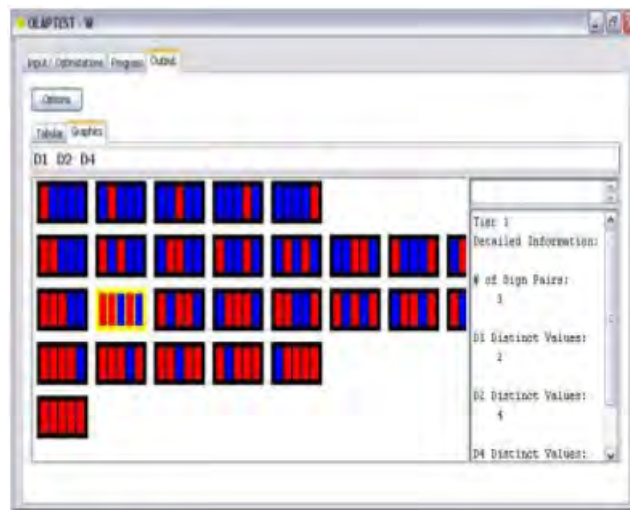 OLAPTEST - W
Input / Optimizations Progress Output
Options
Tabular Graphics
D1 D2 D4
Tier 3
Detailed Information:
# of Sign Pairs:
3
D1 Distinct Values:
2
D2 Distinct Values:
4
D4 Distinct Values: